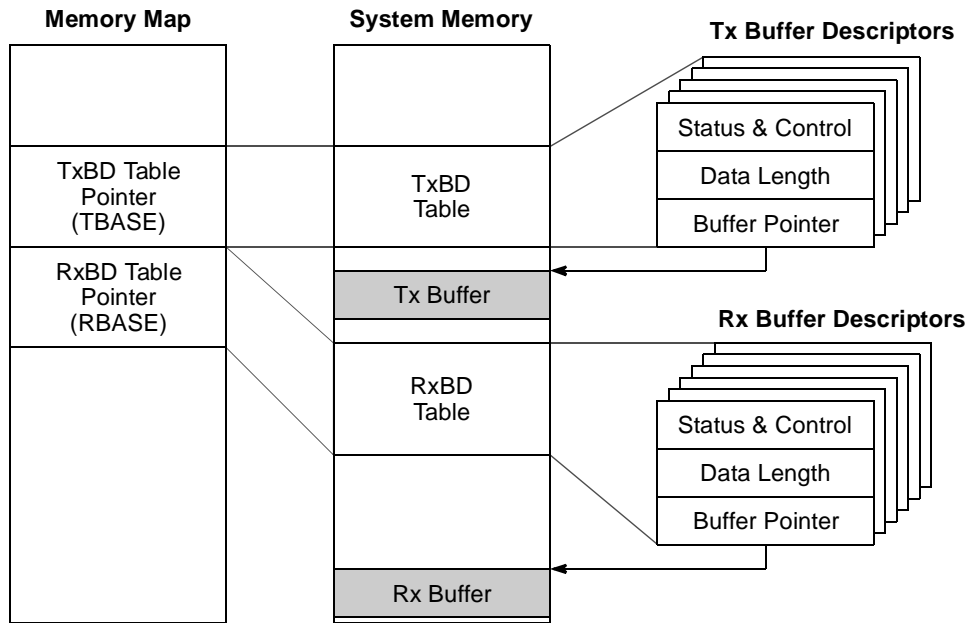 Memory Map
System Memory
Tx Buffer Descriptors
TxBD Table
Pointer
(TBASE)
RxBD Table
Pointer
(RBASE)
TxBD
Table
Tx Buffer
RxBD
Table
Rx Buffer
Status & Control
Data Length
Buffer Pointer
Rx Buffer Descriptors
Status & Control
Data Length
Buffer Pointer